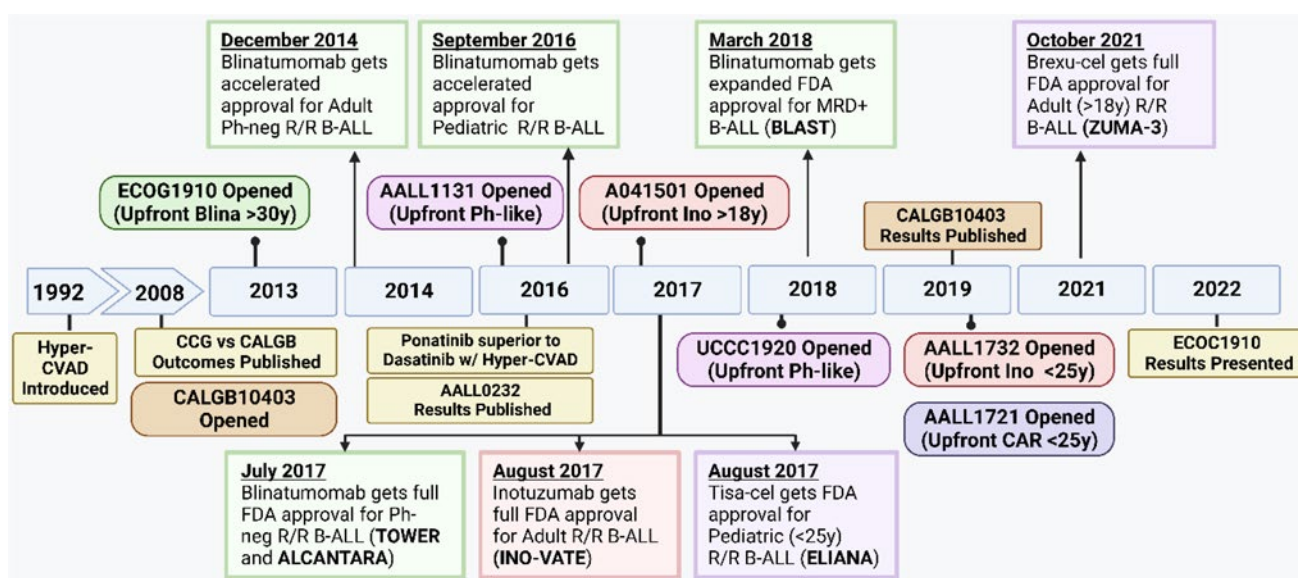 December 2014
Blinatumomab gets
accelerated
approval for Adult
Ph-neg R/R B-ALL
September 2016
Blinatumomab gets
accelerated
approval for
Pediatric R/R B-ALL
March 2018
Blinatumomab gets
expanded FDA
approval for MRD+
B-ALL (BLAST)
October 2021
Brexu-cel gets full
FDA approval for
Adult (>18y) R/R
B-ALL (ZUMA-3)
ECOG1910 Opened
(Upfront Blina >30y)
AALL1131 Opened
(Upfront Ph-like)
A041501 Opened
(Upfront Ino >18y)
CALGB10403
Results Published
1992
2008
2013
2014
2016
2017
2018
2019
2021
2022
Hyper-
CVAD
Introduced
CCG vs CALGB
Outcomes Published
CALGB10403
Opened
Ponatinib superior to
Dasatinib w/ Hyper-CVAD
AALL0232
Results Published
UCCC1920 Opened
(Upfront Ph-like)
AALL1732 Opened
(Upfront Ino <25y)
AALL1721 Opened
(Upfront CAR <25y)
ECOC1910
Results Presented
July 2017
Blinatumomab gets full
FDA approval for Ph-
neg R/R B-ALL (TOWER
and ALCANTARA)
August 2017
Inotuzumab gets
full FDA approval
for Adult R/R B-ALL
(INO-VATE)
August 2017
Tisa-cel gets FDA
approval for
Pediatric (<25y)
R/R B-ALL (ELIANA)